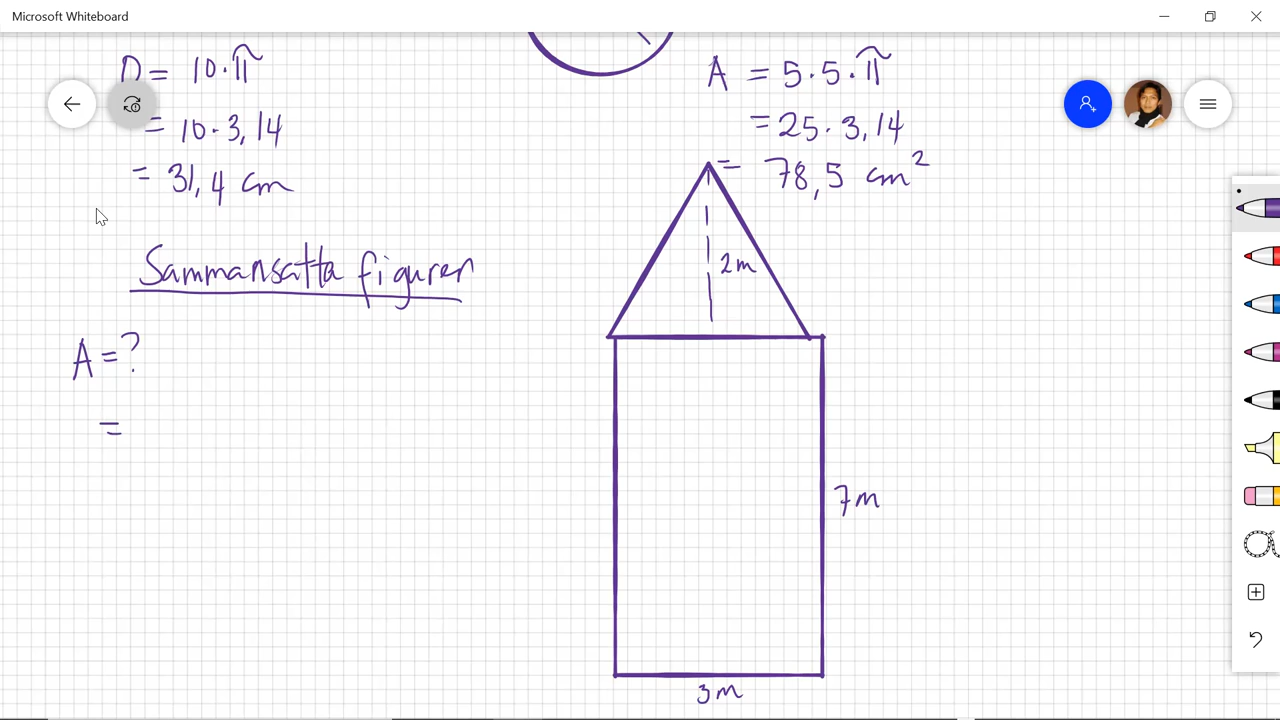 Microsoft Whiteboard
O = 10 · π
= 10 · 3,14
= 31,4 cm
A = 5 · 5 · π
= 25 · 3,14
= 78,5 cm²
Sammansatta figurer
A = ?
=
2m
7m
3m